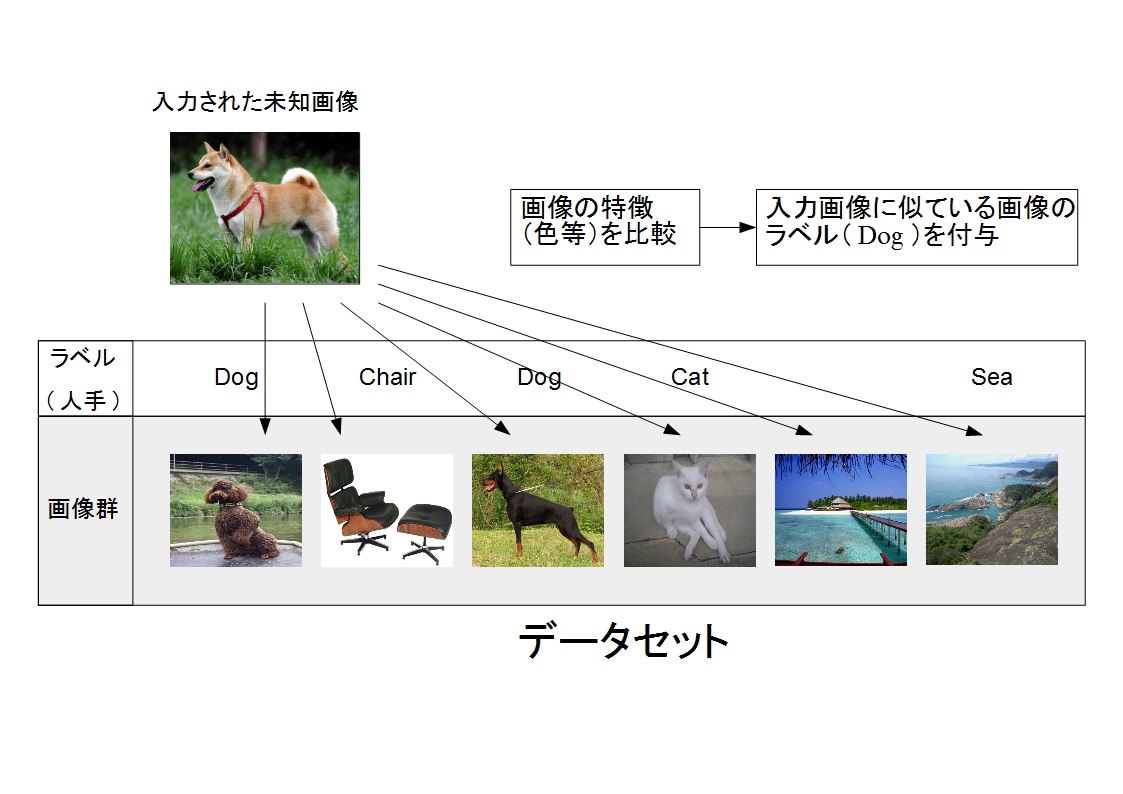 入力された未知画像
画像の特徴
(色等)を比較
入力画像に似ている画像の
ラベル( Dog )を付与
ラベル
(人手)
Dog
Chair
Dog
Cat
Sea
画像群
データセット